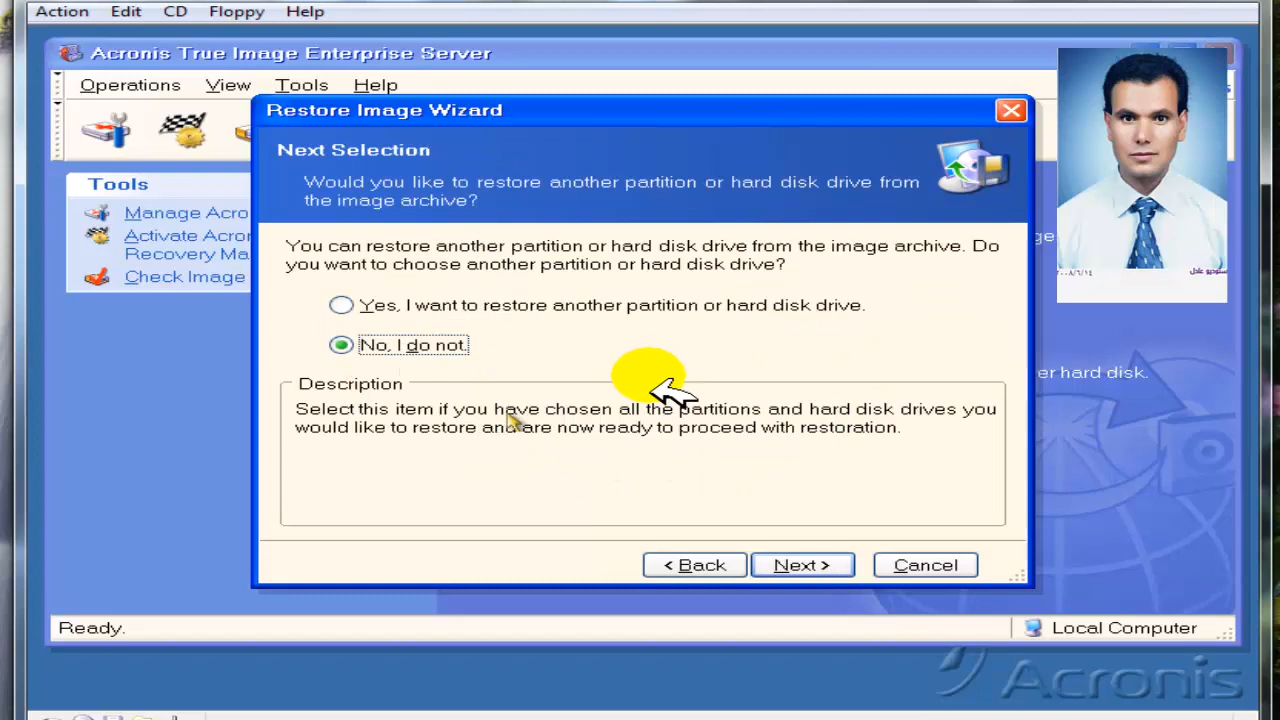 Action Edit CD Floppy Help
Acronis True Image Enterprise Server
Operations View Tools Help
Restore Image Wizard
Next Selection
Would you like to restore another partition or hard disk drive from
the image archive?
Tools
Manage Acro
Activate Acron
Recovery Ma
Check Image
You can restore another partition or hard disk drive from the image archive. Do
you want to choose another partition or hard disk drive?
Yes, I want to restore another partition or hard disk drive.
No, I do not.
er hard disk.
Description
Select this item if you have chosen all the partitions and hard disk drives you
would like to restore and are now ready to proceed with restoration.
< Back Next > Cancel
Ready.
Local Computer
Acronis